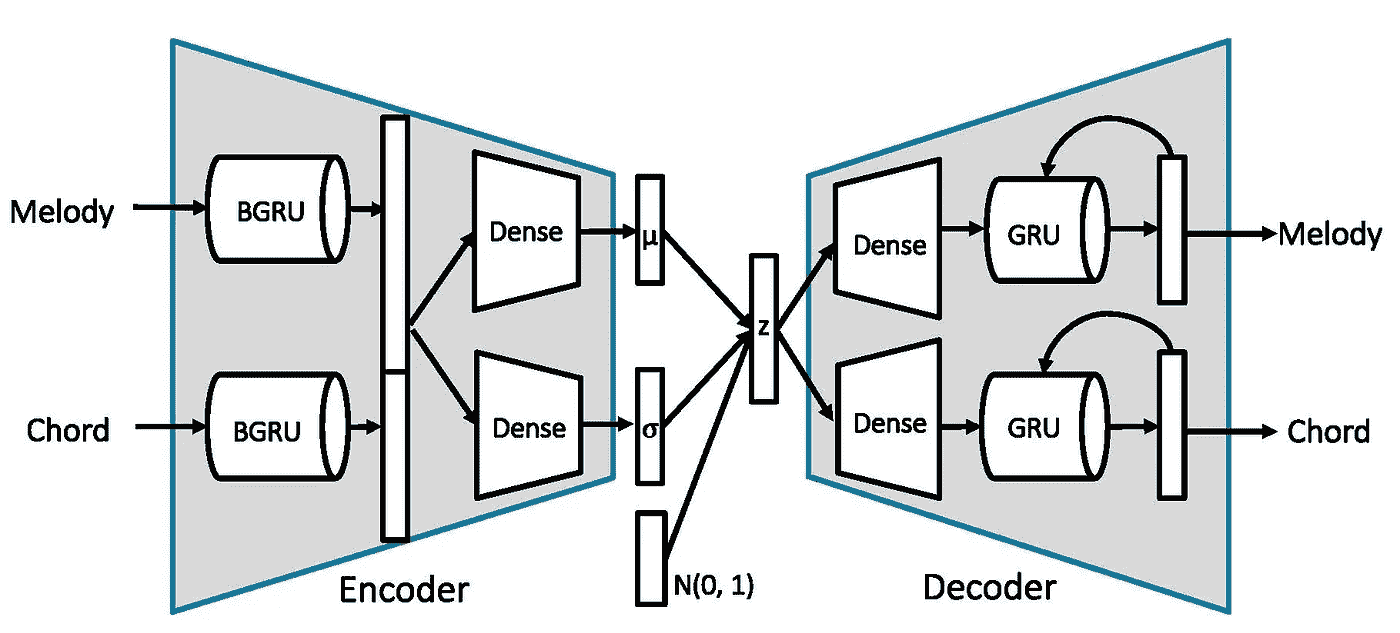 Melody
BGRU
Dense
μ
z
Dense
GRU
Melody
Chord
BGRU
Dense
σ
Dense
GRU
Chord
Encoder
N(0, 1)
Decoder